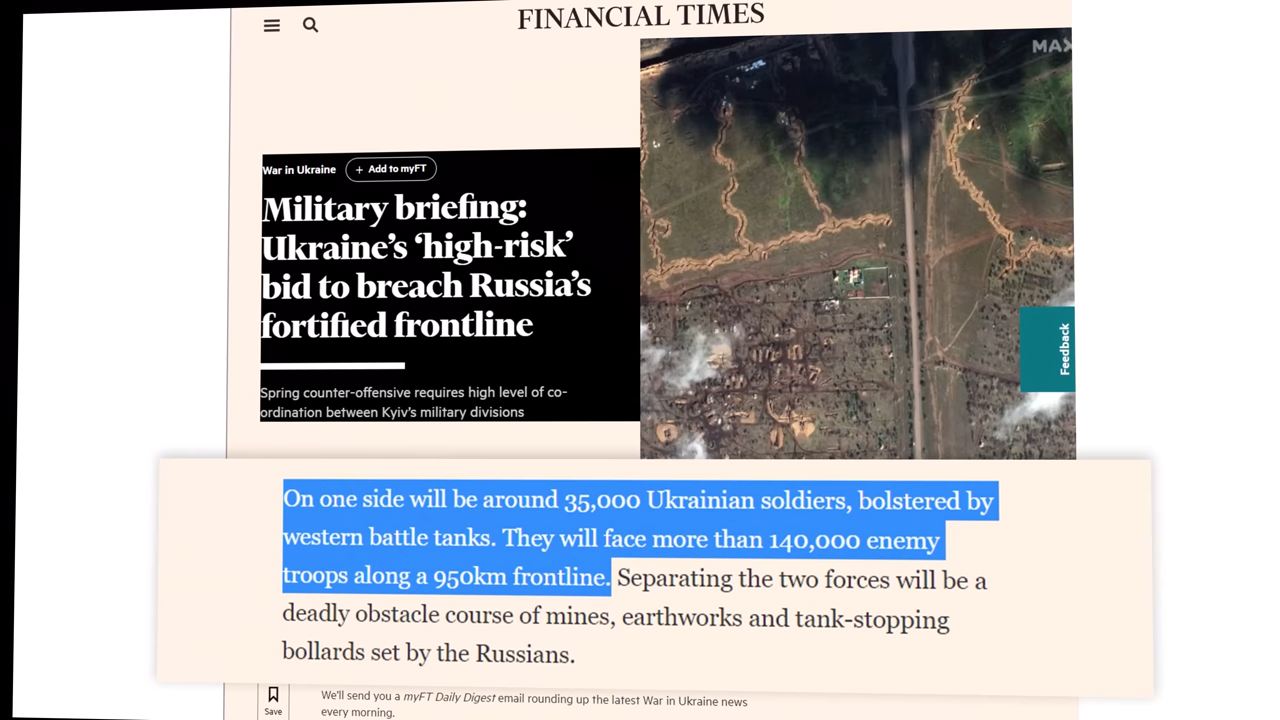 FINANCIAL TIMES
War in Ukraine
+ Add to myFT
Military briefing:
Ukraine's ‘high-risk’
bid to breach Russia's
fortified frontline
Spring counter-offensive requires high level of co-
ordination between Kyiv's military divisions
MAX
Feedback
On one side will be around 35,000 Ukrainian soldiers, bolstered by
western battle tanks. They will face more than 140,000 enemy
troops along a 950km frontline. Separating the two forces will be a
deadly obstacle course of mines, earthworks and tank-stopping
bollards set by the Russians.
Save
We'll send you a myFT Daily Digest email rounding up the latest War in Ukraine news
every morning.